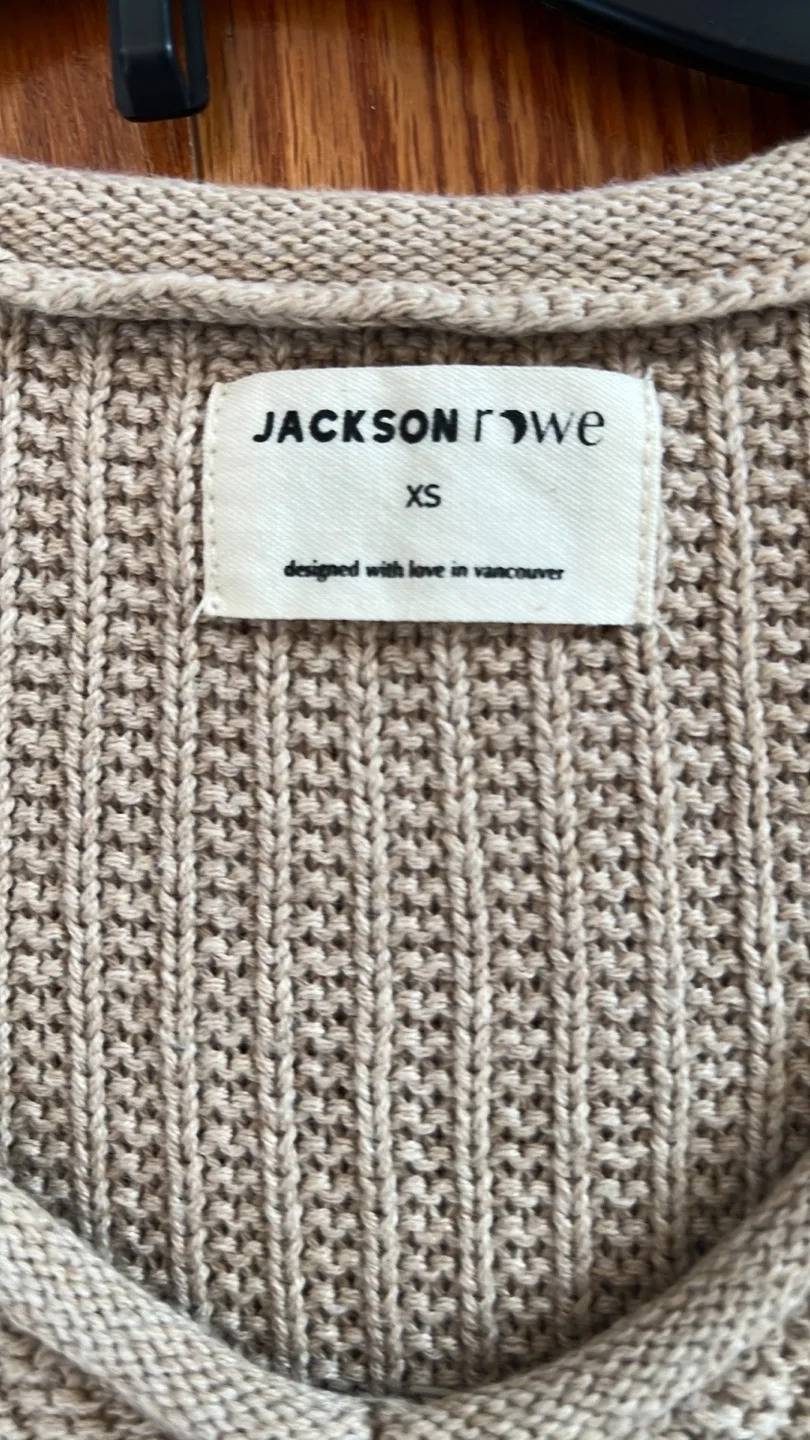 JACKSON rowe
XS
designed with love in vancouver